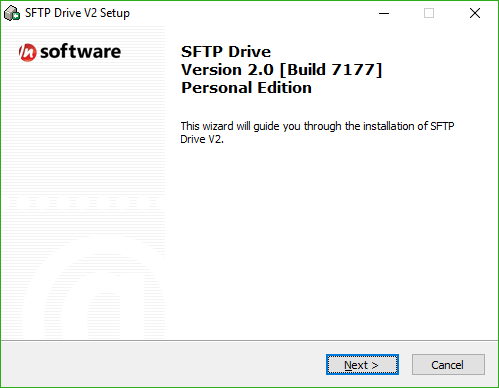 SFTP Drive V2 Setup
n software
SFTP Drive
Version 2.0 [Build 7177]
Personal Edition
This wizard will guide you through the installation of SFTP
Drive V2.
Next >
Cancel